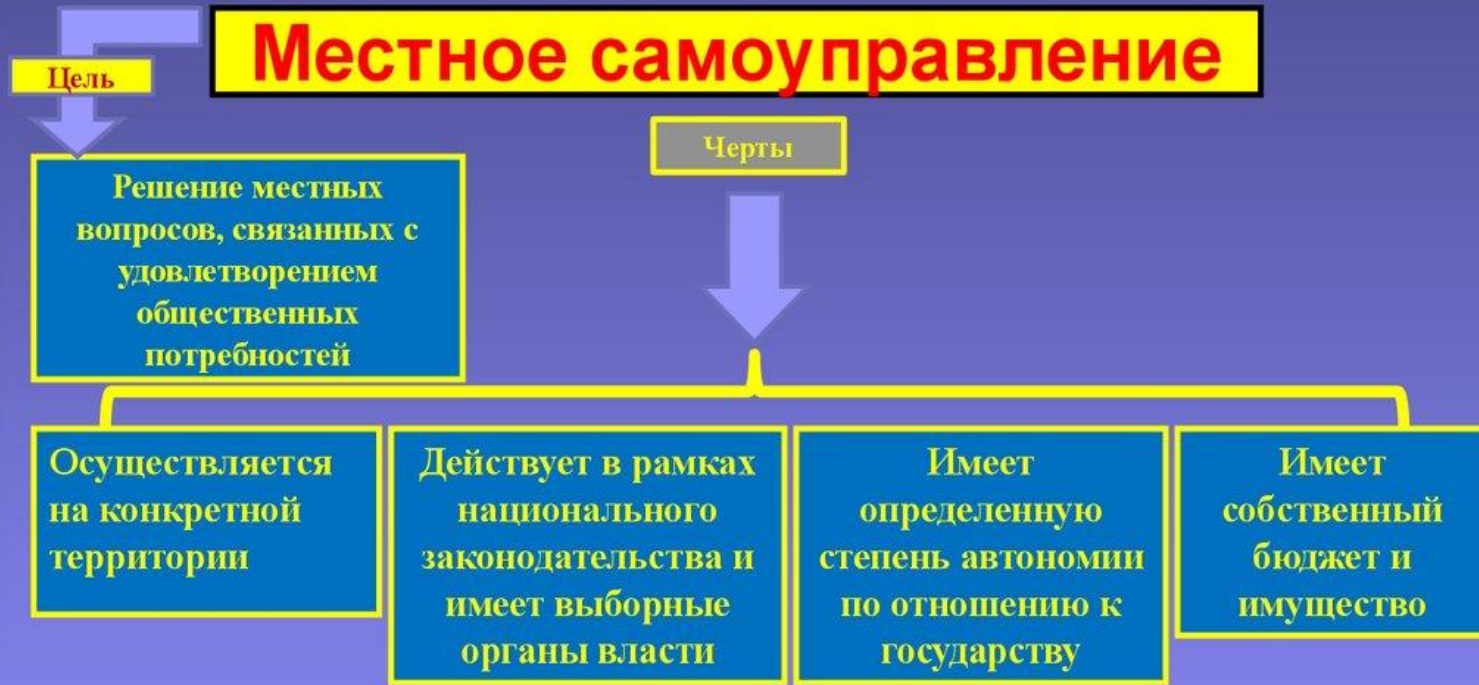 Местное самоуправление
Цель
Черты
Решение местных
вопросов, связанных с
удовлетворением
общественных
потребностей
Осуществляется
на конкретной
территории
Действует в рамках
национального
законодательства и
имеет выборные
органы власти
Имеет
определенную
степень автономии
по отношению к
государству
Имеет
собственный
бюджет и
имущество